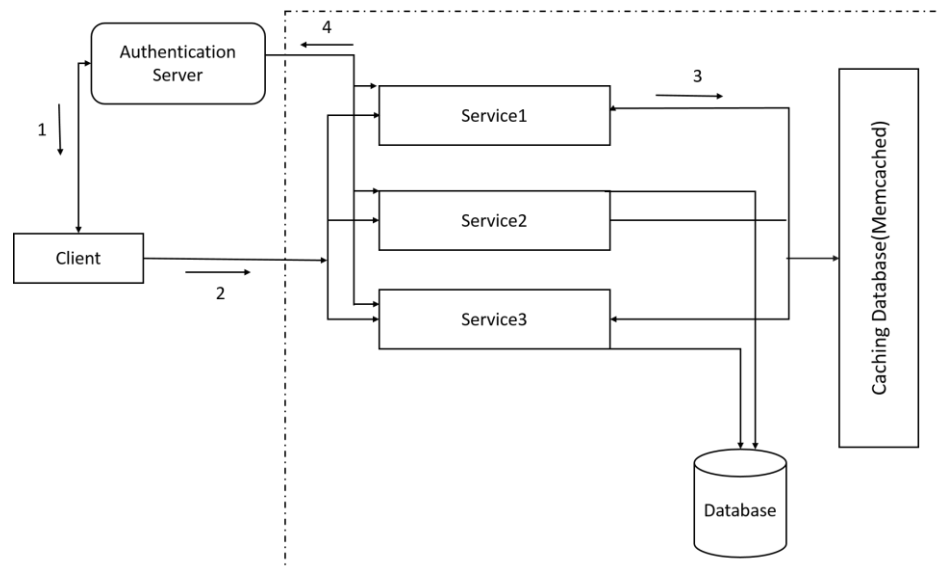 4
Authentication
Server
3
1
Service1
Service2
Client
2
Service3
Caching Database(Memcached)
Database